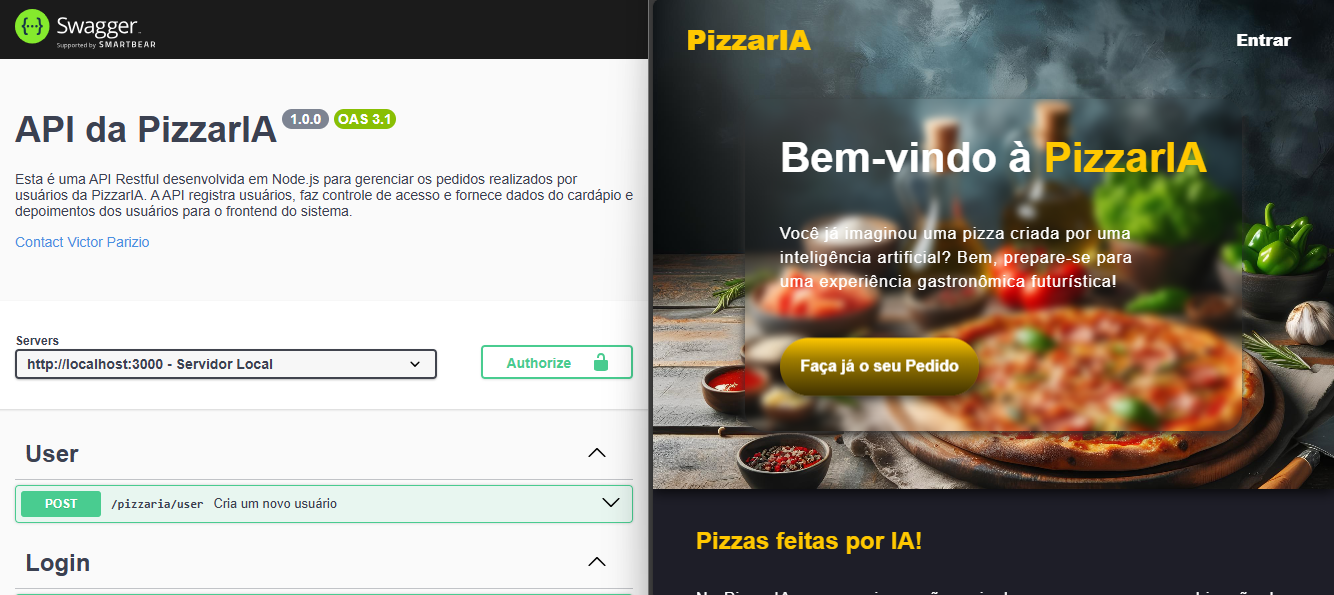 Swagger
Supported by SMARTBEAR
API da PizzarIA 1.0.0 OAS 3.1
Esta é uma API Restful desenvolvida em Node.js para gerenciar os pedidos realizados por
usuários da PizzarIA. A API registra usuários, faz controle de acesso e fornece dados do cardápio e
depoimentos dos usuários para o frontend do sistema.
Contact Victor Parizio
Servers
http://localhost:3000 - Servidor Local
Authorize
User
POST /pizzaria/user Cria um novo usuário
Login
PizzarIA
Entrar
Bem-vindo à PizzarIA
Você já imaginou uma pizza criada por uma
inteligência artificial? Bem, prepare-se para
uma experiência gastronômica futurística!
Faça já o seu Pedido
Pizzas feitas por IA!